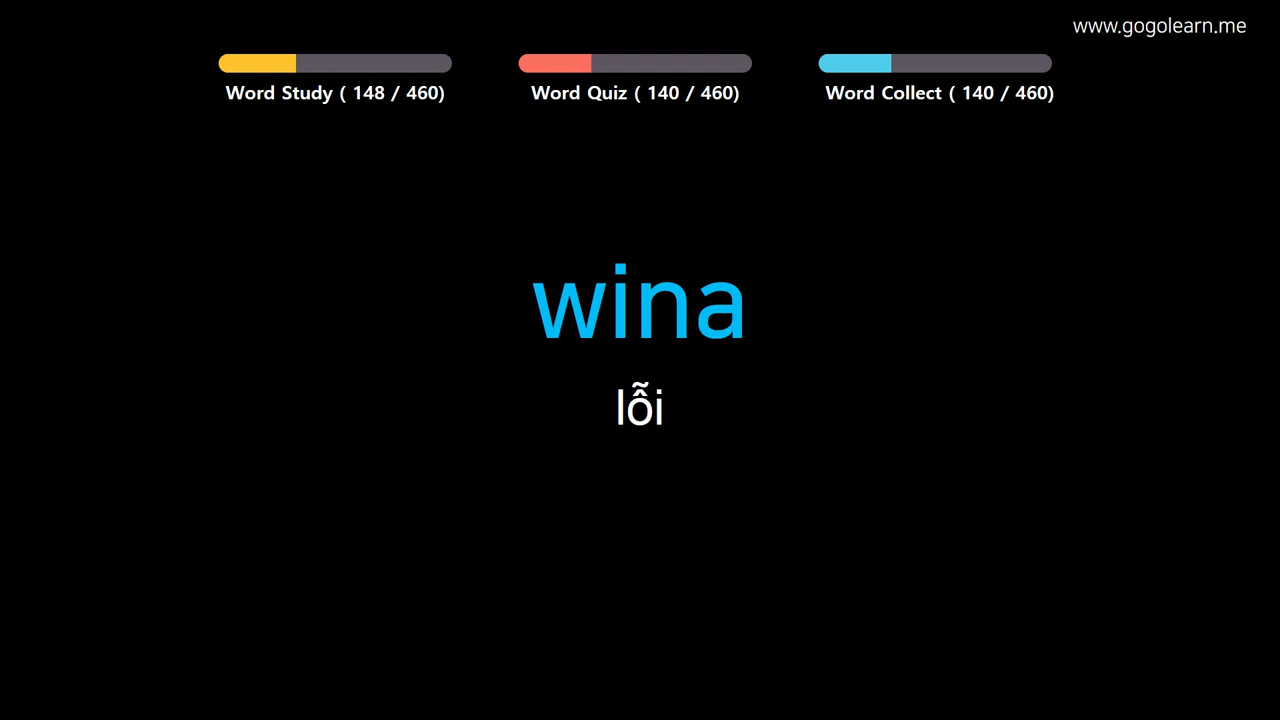 www.gogolearn.me
Word Study ( 148 / 460)
Word Quiz ( 140 / 460)
Word Collect ( 140 / 460)
wina
lỗi